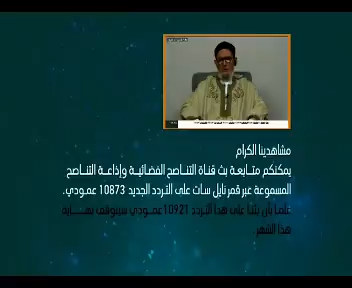 مشاهدينا الكرام
يمكنكم متابعة بث قناة التناصح الفضائية وإذاعة التناصح
المسموعة عبر قمر نايل سات على التردد الجديد 10873 عمودي.
علما بأن بثنا على هذا التردد 10921 عمودي سيتوقف بنهاية
هذا الشهر